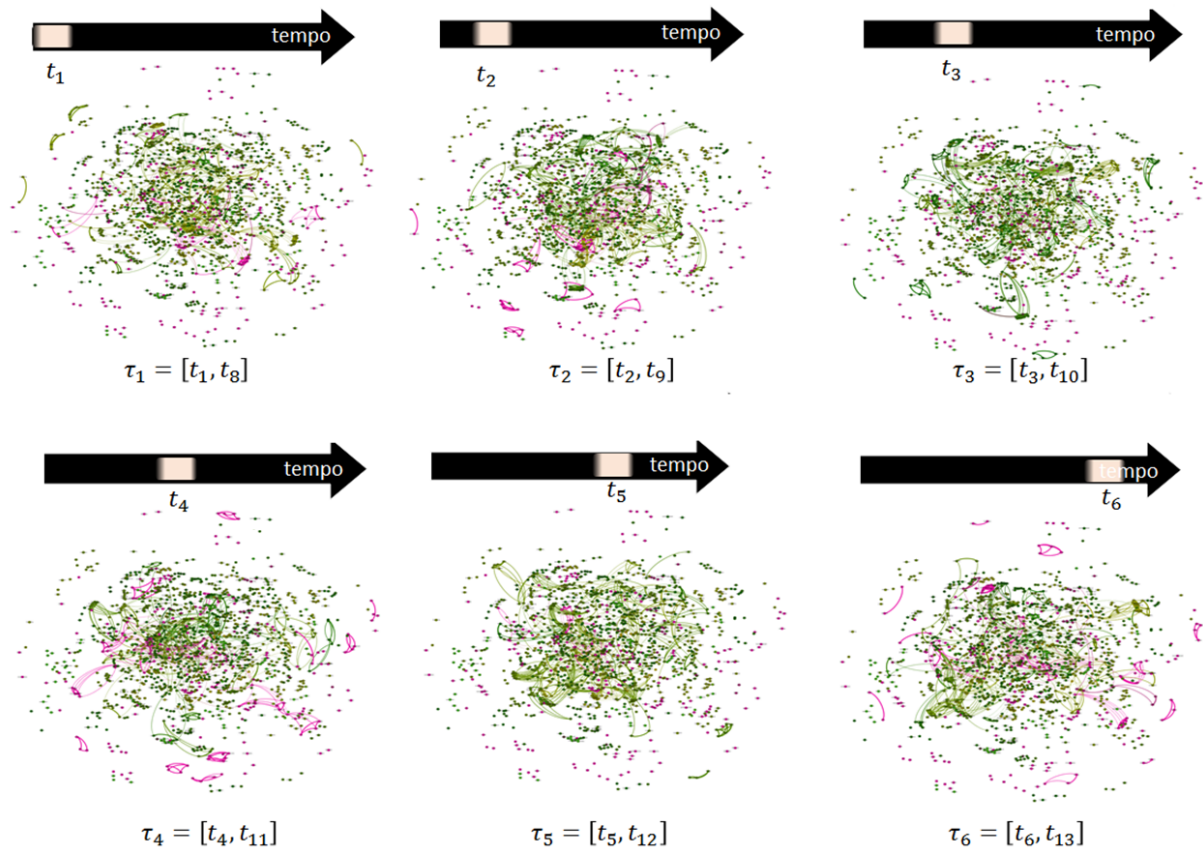 tempo
t₁
τ₁ = [t₁, t₈]
tempo
t₂
τ₂ = [t₂, t₉]
tempo
t₃
τ₃ = [t₃, t₁₀]
tempo
t₄
τ₄ = [t₄, t₁₁]
tempo
t₅
τ₅ = [t₅, t₁₂]
tempo
t₆
τ₆ = [t₆, t₁₃]